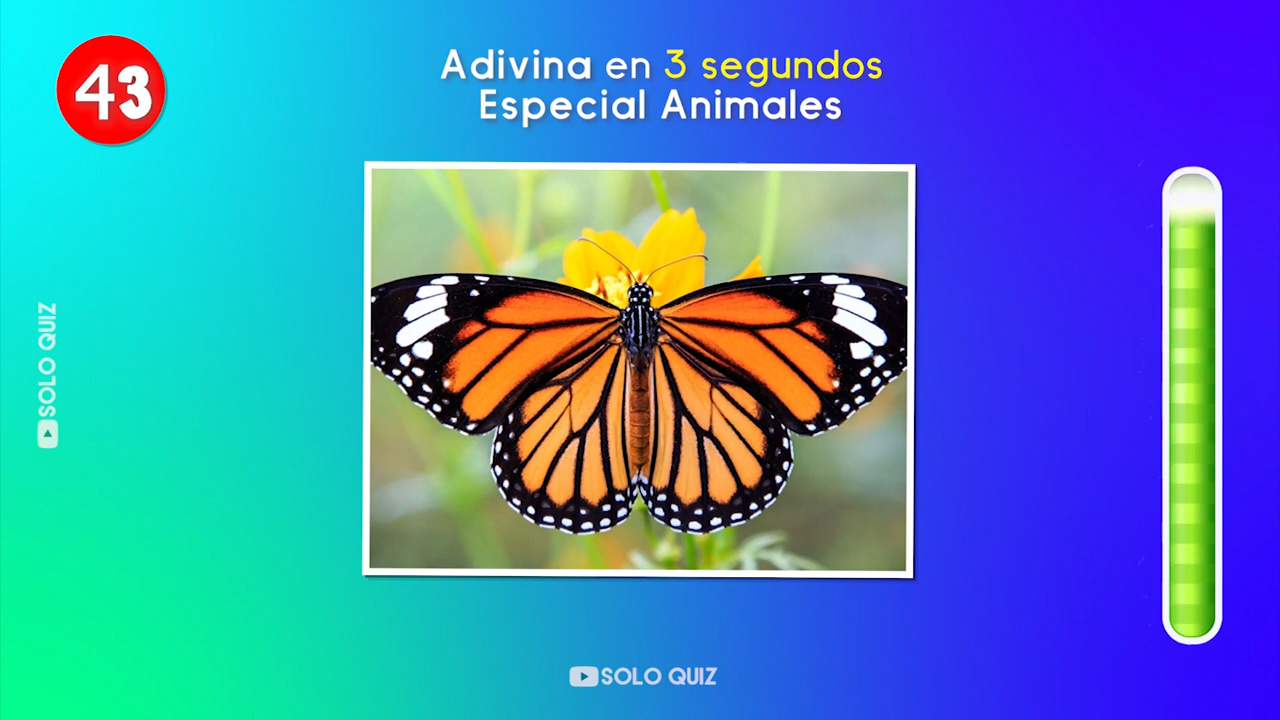 43
Adivina en 3 segundos
Especial Animales
SOLO QUIZ
SOLO QUIZ